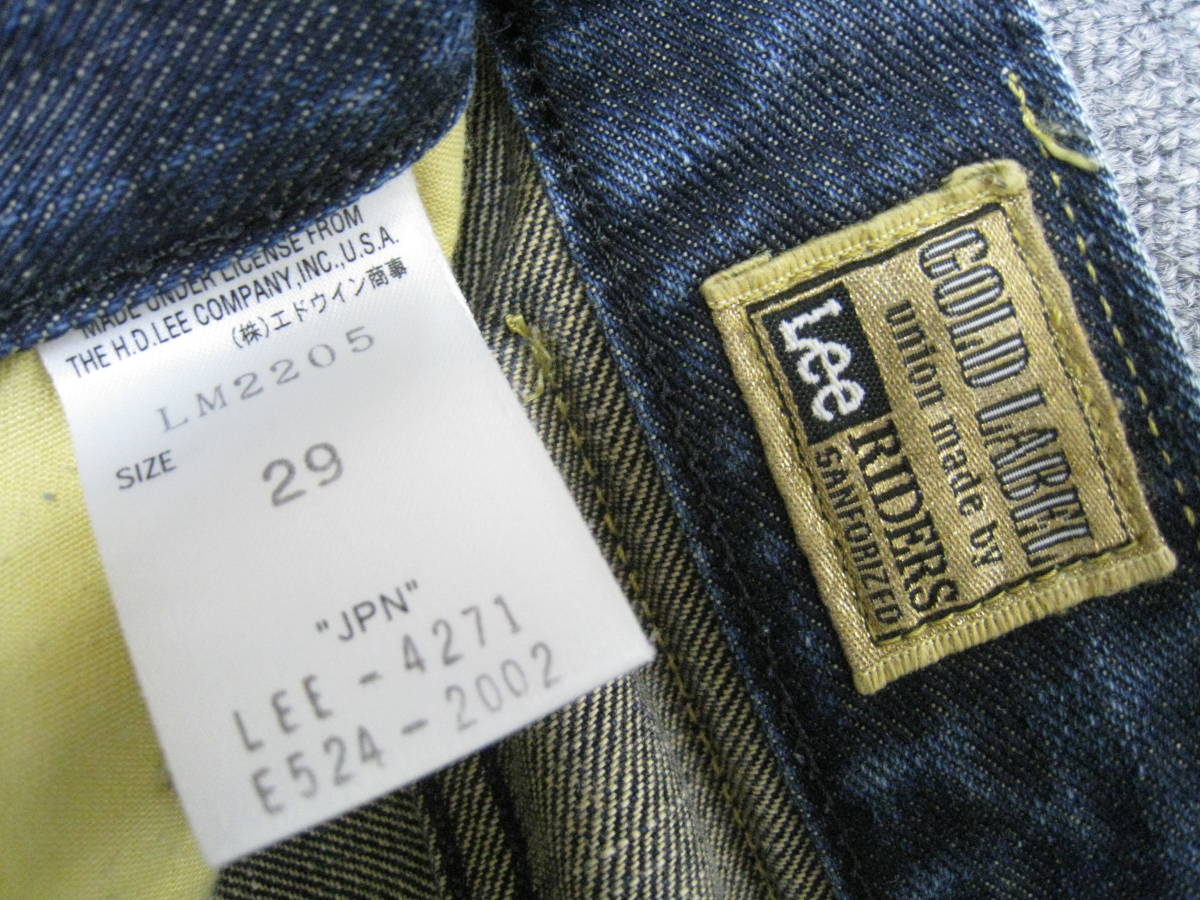 MADE UNDER LICENSE FROM
THE H.D.LEE COMPANY,INC.,U.S.A.
(株)エドウイン商事
LM2205
SIZE
29
"JPN"
LEE-4271
E524-2002
GOLD LABEL
union made by
Lee RIDERS
SANFORIZED